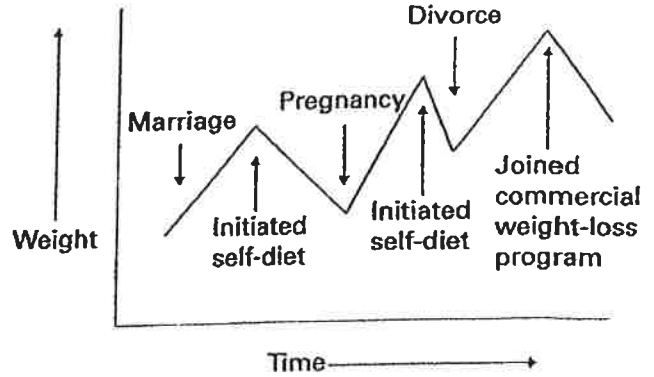 Divorce
Pregnancy
Marriage
Initiated
self-diet
Initiated
self-diet
Joined
commercial
weight-loss
program
Weight
Time